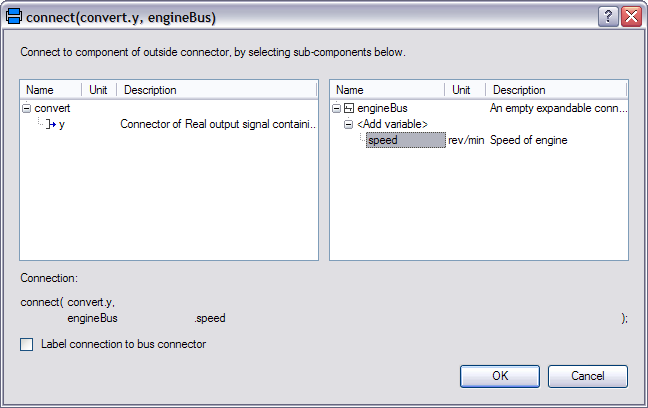 connect(convert.y, engineBus)
Connect to component of outside connector, by selecting sub-components below.
Name Unit Description
convert
y Connector of Real output signal containi...
Name Unit Description
engineBus An empty expandable conn...
<Add variable>
speed rev/min Speed of engine
Connection:
connect( convert.y,
engineBus .speed );
Label connection to bus connector
OK Cancel